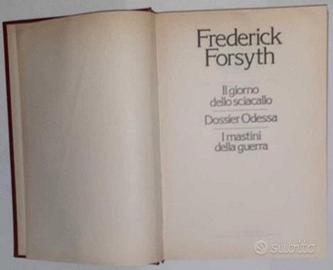 Frederick
Forsyth
Il giorno
dello sciacallo
Dossier Odessa
I mastini
della guerra
subito